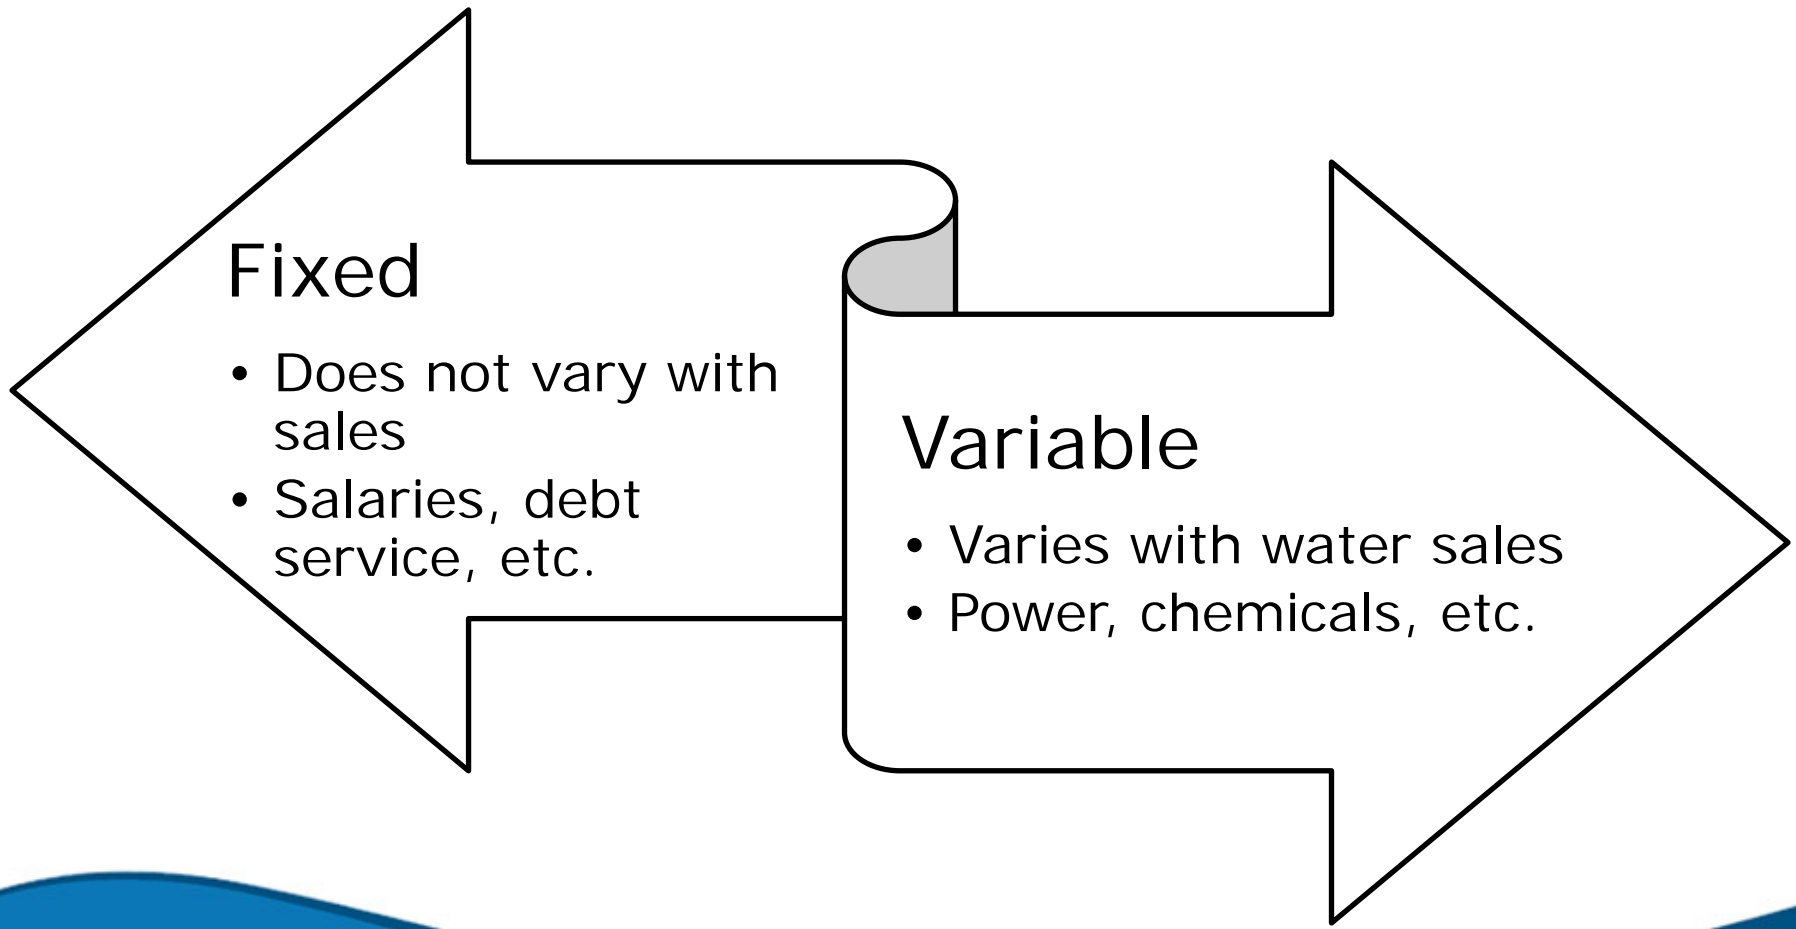 Fixed
• Does not vary with
sales
• Salaries, debt
service, etc.
Variable
• Varies with water sales
• Power, chemicals, etc.